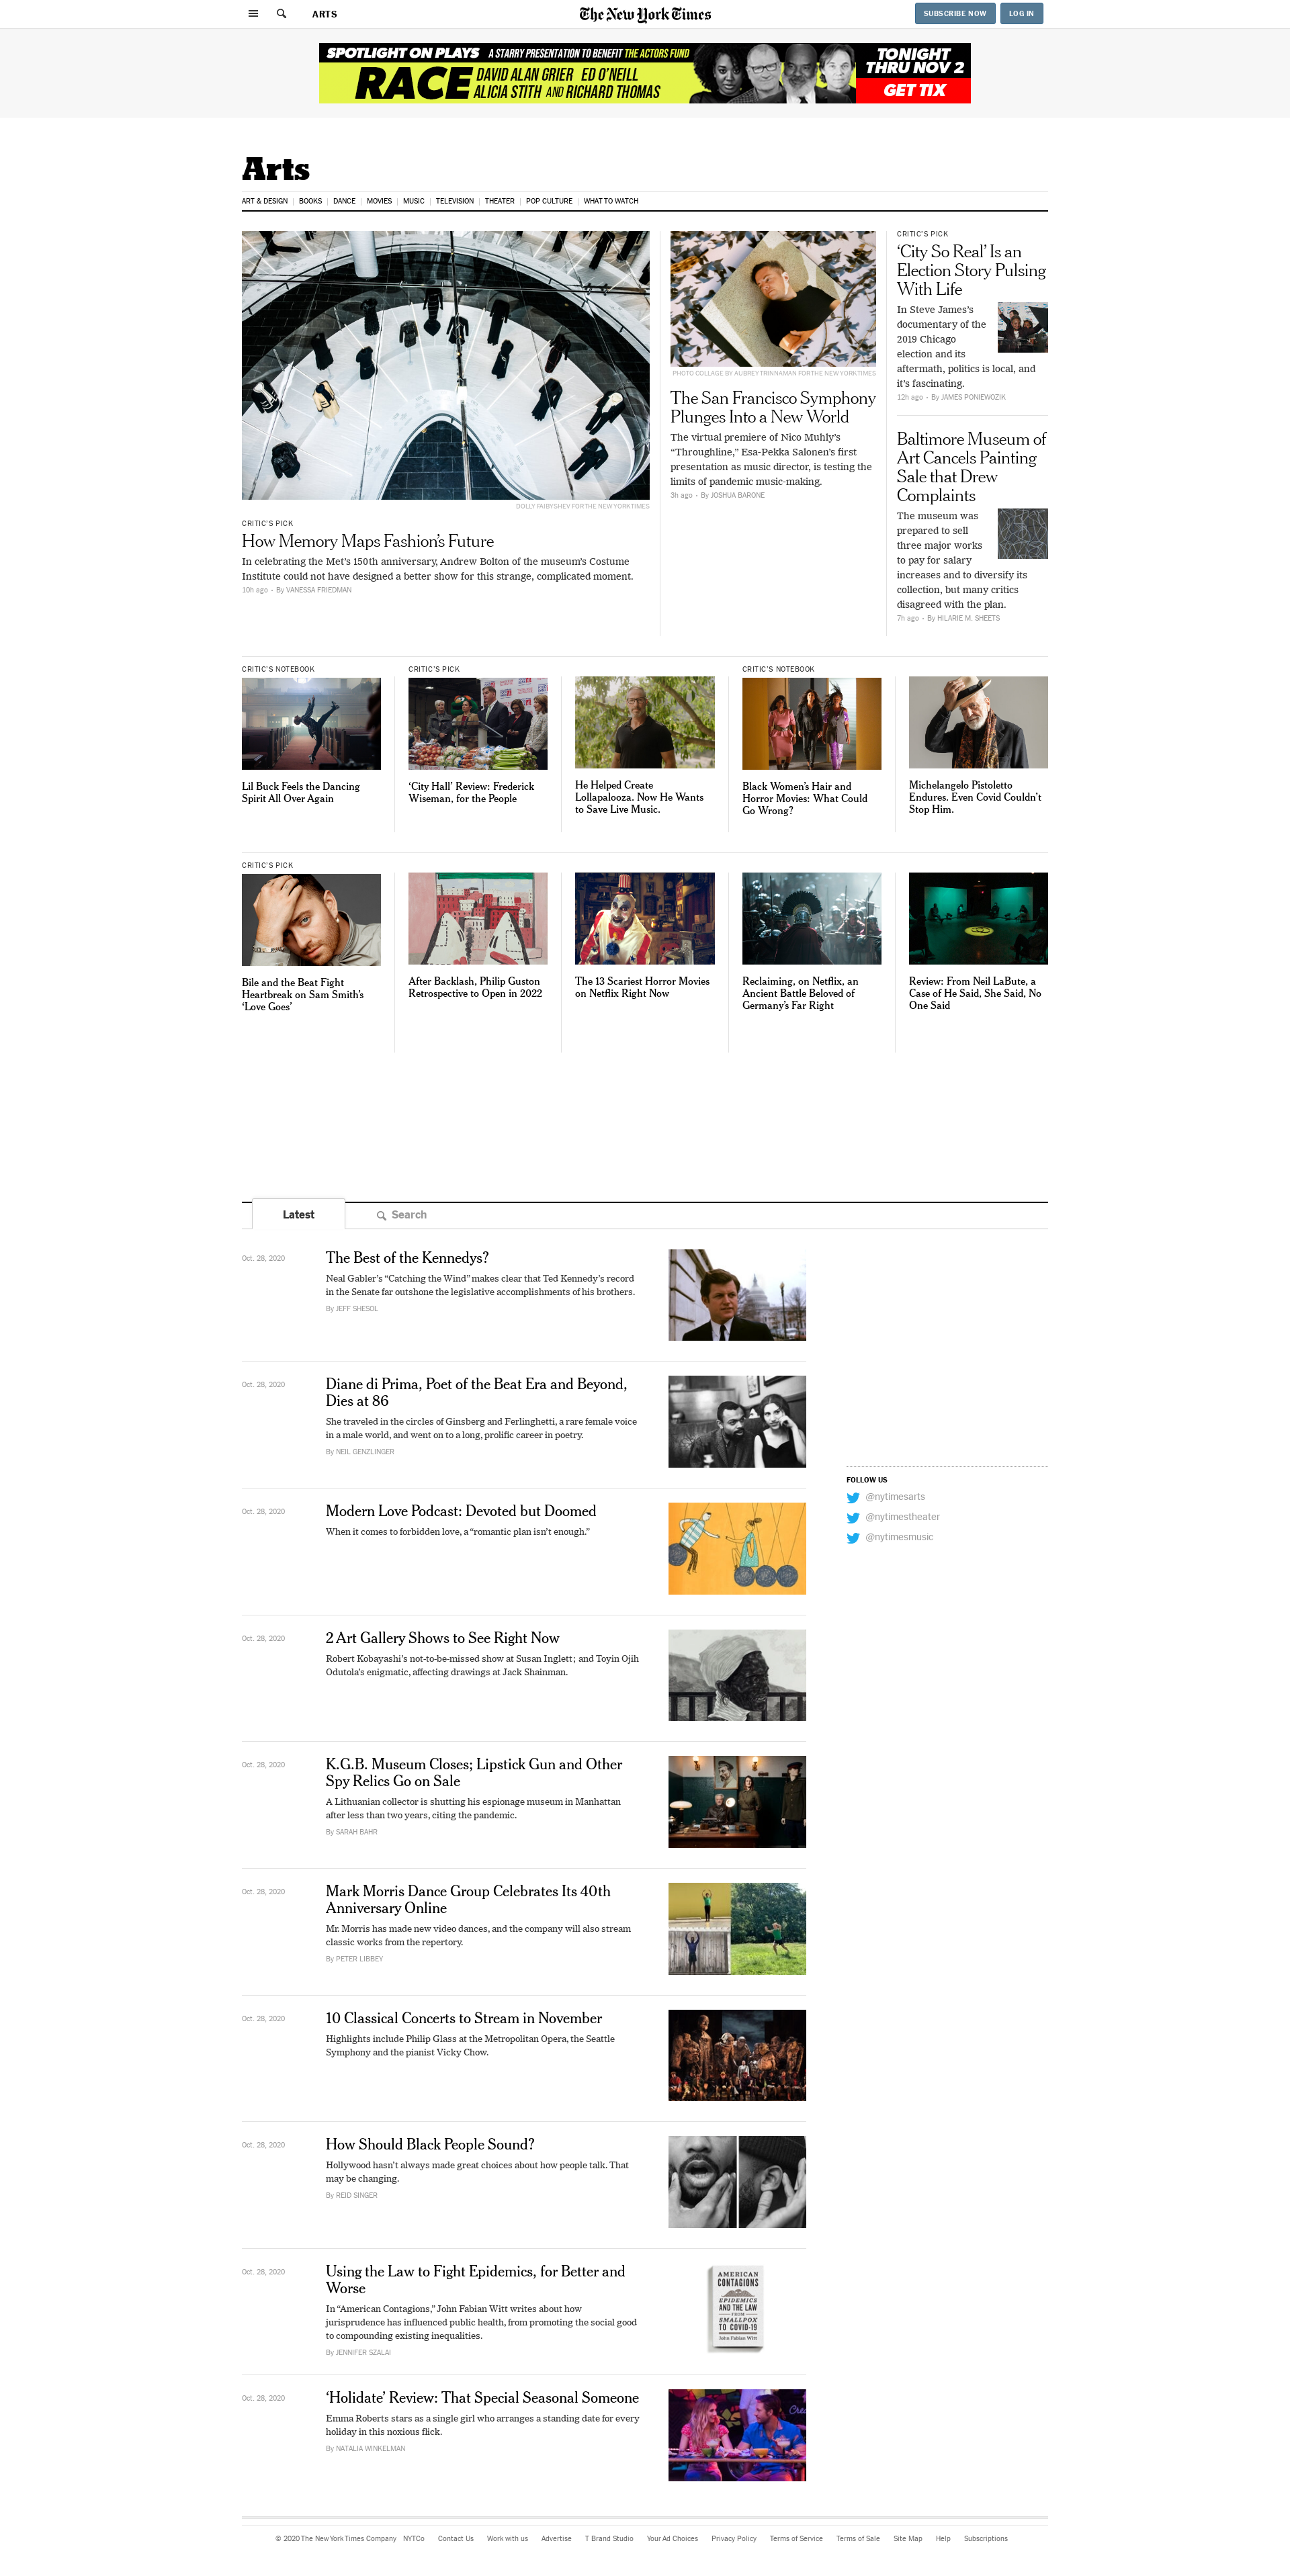 ARTS
The New York Times
SUBSCRIBE NOW
LOG IN
SPOTLIGHT ON PLAYS A STARRY PRESENTATION TO BENEFIT THE ACTORS FUND
RACE
DAVID ALAN GRIER ED O'NEILL
ALICIA STITH AND RICHARD THOMAS
TONIGHT
THRU NOV 2
GET TIX
Arts
ART & DESIGN
BOOKS
DANCE
MOVIES
MUSIC
TELEVISION
THEATER
POP CULTURE
WHAT TO WATCH
DOLLY FAIBYSHEV FOR THE NEW YORK TIMES
CRITIC'S PICK
How Memory Maps Fashion's Future
In celebrating the Met's 150th anniversary, Andrew Bolton of the museum's Costume
Institute could not have designed a better show for this strange, complicated moment.
10h ago - By VANESSA FRIEDMAN
PHOTO COLLAGE BY AUBREY TRINNAMAN FOR THE NEW YORK TIMES
The San Francisco Symphony
Plunges Into a New World
The virtual premiere of Nico Muhly's
“Throughline,” Esa-Pekka Salonen's first
presentation as music director, is testing the
limits of pandemic music-making.
3h ago - By JOSHUA BARONE
CRITIC'S PICK
‘City So Real’ Is an
Election Story Pulsing
With Life
In Steve James's
documentary of the
2019 Chicago
election and its
aftermath, politics is local, and
it's fascinating.
12h ago - By JAMES PONIEWOZIK
Baltimore Museum of
Art Cancels Painting
Sale that Drew
Complaints
The museum was
prepared to sell
three major works
to pay for salary
increases and to diversify its
collection, but many critics
disagreed with the plan.
7h ago - By HILARIE M. SHEETS
CRITIC'S NOTEBOOK
Lil Buck Feels the Dancing
Spirit All Over Again
CRITIC'S PICK
‘City Hall’ Review: Frederick
Wiseman, for the People
He Helped Create
Lollapalooza. Now He Wants
to Save Live Music.
CRITIC'S NOTEBOOK
Black Women's Hair and
Horror Movies: What Could
Go Wrong?
Michelangelo Pistoletto
Endures. Even Covid Couldn't
Stop Him.
CRITIC'S PICK
Bile and the Beat Fight
Heartbreak on Sam Smith's
‘Love Goes’
After Backlash, Philip Guston
Retrospective to Open in 2022
The 13 Scariest Horror Movies
on Netflix Right Now
Reclaiming, on Netflix, an
Ancient Battle Beloved of
Germany's Far Right
Review: From Neil LaBute, a
Case of He Said, She Said, No
One Said
Latest
Search
Oct. 28, 2020
The Best of the Kennedys?
Neal Gabler's “Catching the Wind” makes clear that Ted Kennedy's record
in the Senate far outshone the legislative accomplishments of his brothers.
By JEFF SHESOL
Oct. 28, 2020
Diane di Prima, Poet of the Beat Era and Beyond,
Dies at 86
She traveled in the circles of Ginsberg and Ferlinghetti, a rare female voice
in a male world, and went on to a long, prolific career in poetry.
By NEIL GENZLINGER
FOLLOW US
@nytimesarts
@nytimestheater
@nytimesmusic
Oct. 28, 2020
Modern Love Podcast: Devoted but Doomed
When it comes to forbidden love, a “romantic plan isn't enough.”
Oct. 28, 2020
2 Art Gallery Shows to See Right Now
Robert Kobayashi's not-to-be-missed show at Susan Inglett; and Toyin Ojih
Odutola's enigmatic, affecting drawings at Jack Shainman.
Oct. 28, 2020
K.G.B. Museum Closes; Lipstick Gun and Other
Spy Relics Go on Sale
A Lithuanian collector is shutting his espionage museum in Manhattan
after less than two years, citing the pandemic.
By SARAH BAHR
Oct. 28, 2020
Mark Morris Dance Group Celebrates Its 40th
Anniversary Online
Mr. Morris has made new video dances, and the company will also stream
classic works from the repertory.
By PETER LIBBEY
Oct. 28, 2020
10 Classical Concerts to Stream in November
Highlights include Philip Glass at the Metropolitan Opera, the Seattle
Symphony and the pianist Vicky Chow.
Oct. 28, 2020
How Should Black People Sound?
Hollywood hasn't always made great choices about how people talk. That
may be changing.
By REID SINGER
Oct. 28, 2020
Using the Law to Fight Epidemics, for Better and
Worse
In “American Contagions,” John Fabian Witt writes about how
jurisprudence has influenced public health, from promoting the social good
to compounding existing inequalities.
By JENNIFER SZALAI
AMERICAN
CONTAGIONS
EPIDEMICS
AND THE LAW
FROM
SMALLPOX
TO COVID-19
John Fabian Witt
Oct. 28, 2020
‘Holidate’ Review: That Special Seasonal Someone
Emma Roberts stars as a single girl who arranges a standing date for every
holiday in this noxious flick.
By NATALIA WINKELMAN
© 2020 The New York Times Company
NYTCo
Contact Us
Work with us
Advertise
T Brand Studio
Your Ad Choices
Privacy Policy
Terms of Service
Terms of Sale
Site Map
Help
Subscriptions